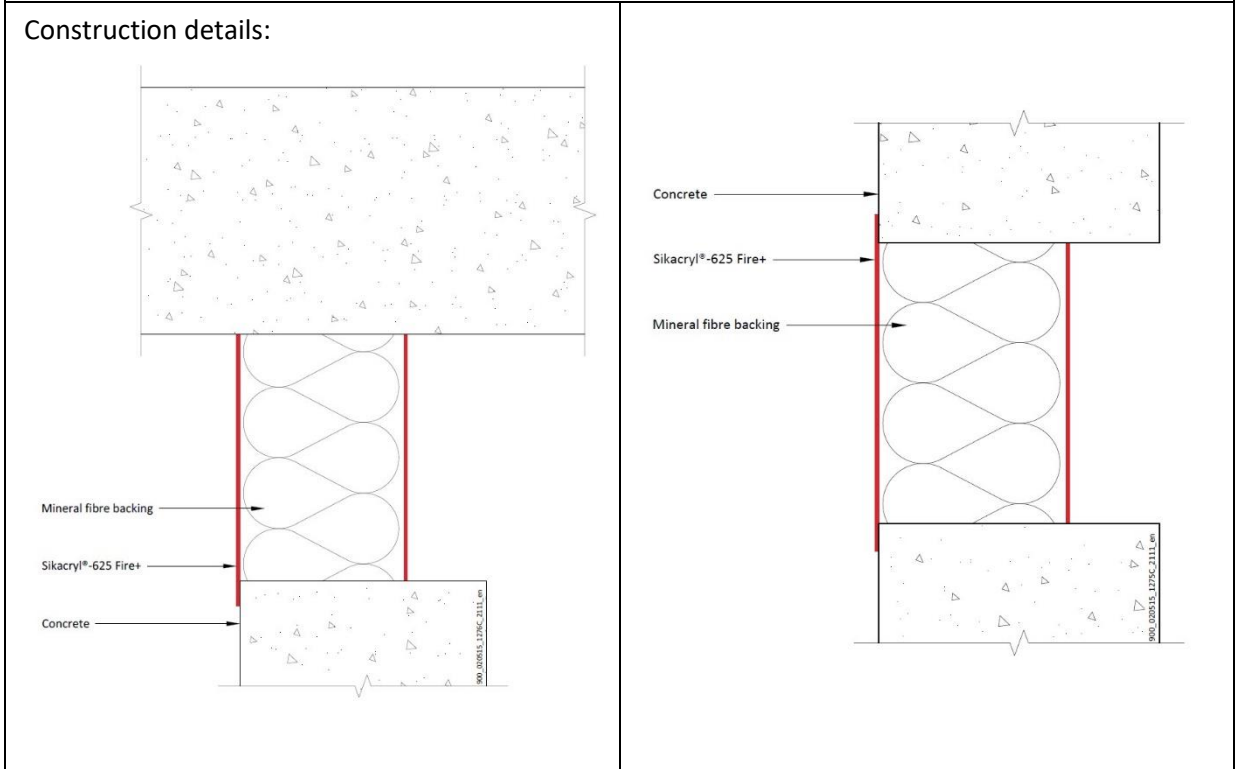 Construction details:
Mineral fibre backing
Sikacryl®-625 Fire+
Concrete
900_020515_1276C_2111_en
Concrete
Sikacryl®-625 Fire+
Mineral fibre backing
900_020515_1275C_2111_en